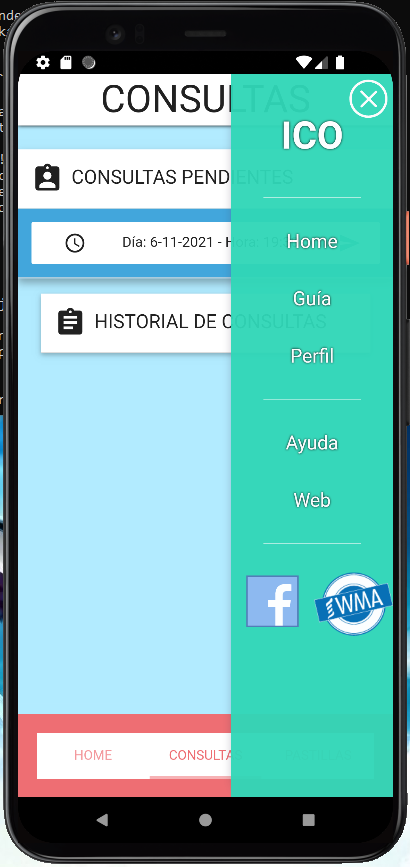 CONSULTAS
ICO
CONSULTAS PENDIENTES
Día: 6-11-2021 - Hora: 19
HISTORIAL DE CONSULTAS
Home
Guía
Perfil
Ayuda
Web
f
WMA
HOME
CONSULTAS